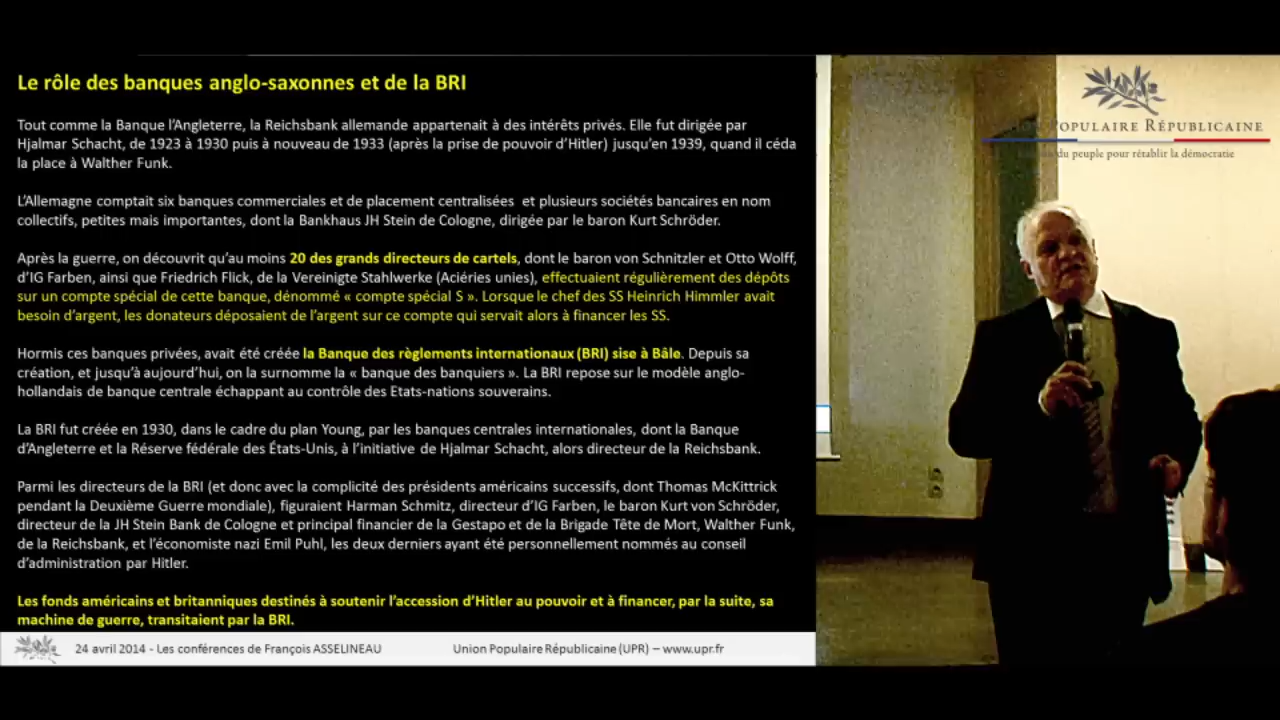 Le rôle des banques anglo-saxonnes et de la BRI
Tout comme la Banque l'Angleterre, la Reichsbank allemande appartenait à des intérêts privés. Elle fut dirigée par
Hjalmar Schacht, de 1923 à 1930 puis à nouveau de 1933 (après la prise de pouvoir d'Hitler) jusqu'en 1939, quand il céda
la place à Walther Funk.
L'Allemagne comptait six banques commerciales et de placement centralisées et plusieurs sociétés bancaires en nom
collectifs, petites mais importantes, dont la Bankhaus JH Stein de Cologne, dirigée par le baron Kurt Schröder.
Après la guerre, on découvrit qu'au moins 20 des grands directeurs de cartels, dont le baron von Schnitzler et Otto Wolff,
d'IG Farben, ainsi que Friedrich Flick, de la Vereinigte Stahlwerke (Aciéries unies), effectuaient régulièrement des dépôts
sur un compte spécial de cette banque, dénommé « compte spécial S ». Lorsque le chef des SS Heinrich Himmler avait
besoin d'argent, les donateurs déposaient de l'argent sur ce compte qui servait alors à financer les SS.
Hormis ces banques privées, avait été créée la Banque des règlements internationaux (BRI) sise à Bâle. Depuis sa
création, et jusqu'à aujourd'hui, on la surnomme la « banque des banquiers ». La BRI repose sur le modèle anglo-
hollandais de banque centrale échappant au contrôle des Etats-nations souverains.
La BRI fut créée en 1930, dans le cadre du plan Young, par les banques centrales internationales, dont la Banque
d'Angleterre et la Réserve fédérale des États-Unis, à l'initiative de Hjalmar Schacht, alors directeur de la Reichsbank.
Parmi les directeurs de la BRI (et donc avec la complicité des présidents américains successifs, dont Thomas McKittrick
pendant la Deuxième Guerre mondiale), figuraient Harman Schmitz, directeur d'IG Farben, le baron Kurt von Schröder,
directeur de la JH Stein Bank de Cologne et principal financier de la Gestapo et de la Brigade Tête de Mort, Walther Funk,
de la Reichsbank, et l'économiste nazi Emil Puhl, les deux derniers ayant été personnellement nommés au conseil
d'administration par Hitler.
Les fonds américains et britanniques destinés à soutenir l'accession d'Hitler au pouvoir et à financer, par la suite, sa
machine de guerre, transitaient par la BRI.
24 avril 2014 - Les conférences de François ASSELINEAU Union Populaire Républicaine (UPR) – www.upr.fr
Populaire Républicaine
du peuple pour rétablir la démocratie